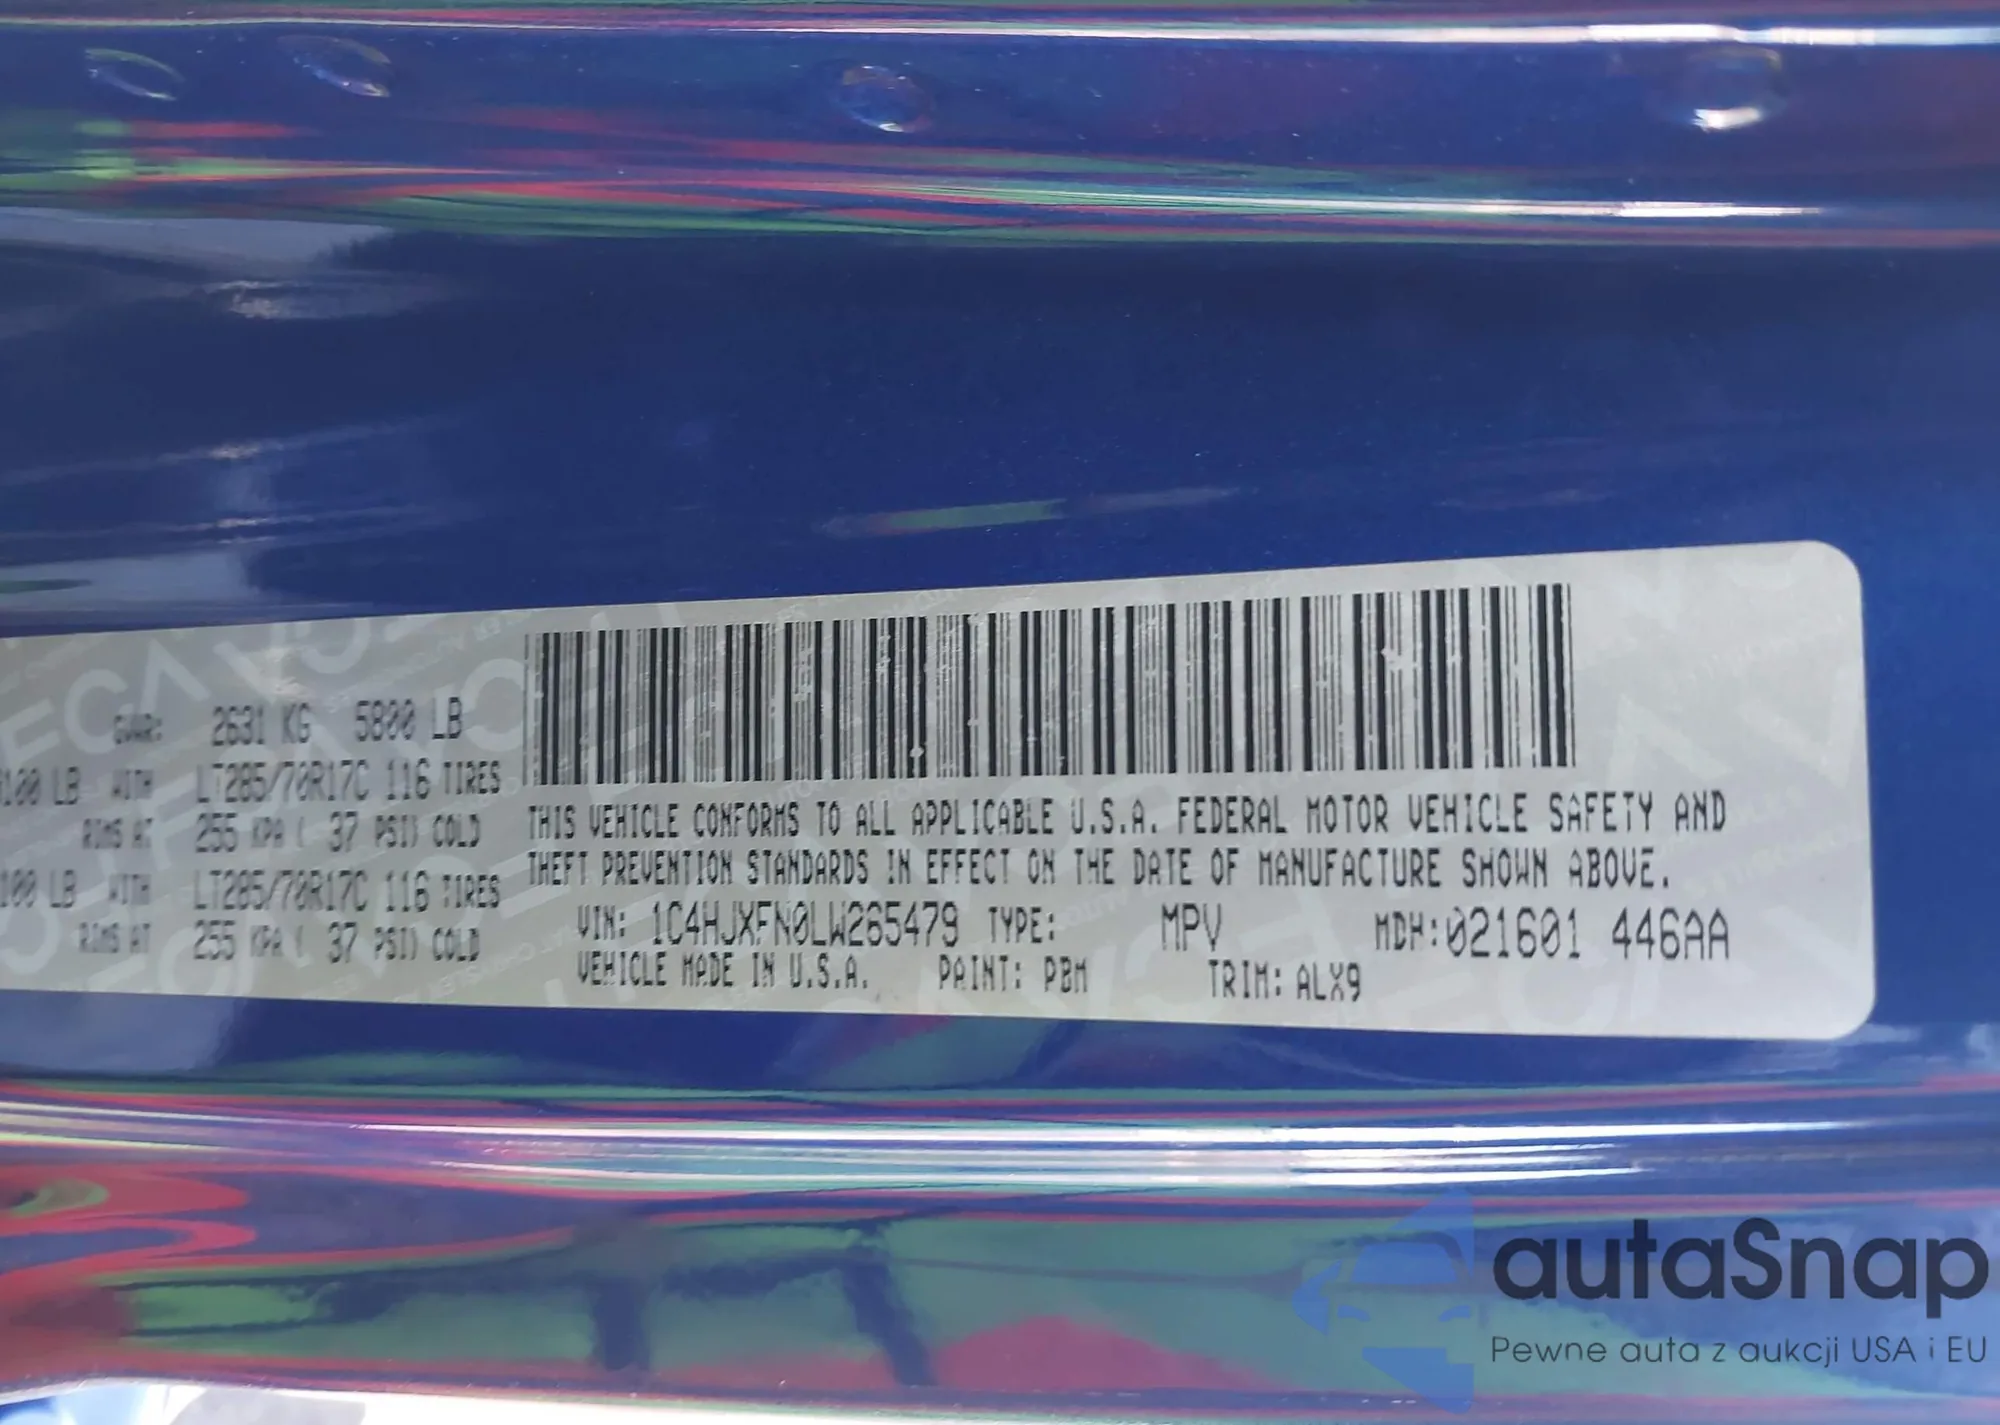 GVWR: 2631 KG 5800 LB
100 LB WITH LT285/70R17C 116 TIRES
RIMS AT 255 KPA ( 37 PSI) COLD
100 LB WITH LT285/70R17C 116 TIRES
RIMS AT 255 KPA ( 37 PSI) COLD
THIS VEHICLE CONFORMS TO ALL APPLICABLE U.S.A. FEDERAL MOTOR VEHICLE SAFETY AND
THEFT PREVENTION STANDARDS IN EFFECT ON THE DATE OF MANUFACTURE SHOWN ABOVE.
VIN: 1C4HJXFN0LW265479 TYPE: MPV MDH:021601 446AA
VEHICLE MADE IN U.S.A. PAINT: PBM TRIM: ALX9
autaSnap
Pewne auta z aukcji USA i EU